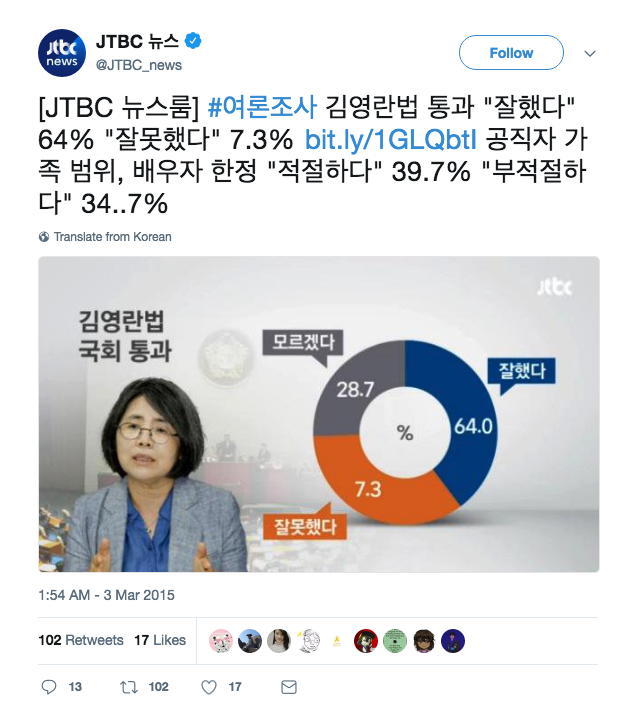 jtbc
news
JTBC 뉴스
@JTBC_news
Follow
[JTBC 뉴스룸] #여론조사 김영란법 통과 "잘했다"
64% "잘못했다" 7.3% bit.ly/1GLQbtI 공직자 가
족 범위, 배우자 한정 "적절하다" 39.7% "부적절하
다" 34..7%
Translate from Korean
jtbc
김영란법
국회 통과
모르겠다
잘했다
28.7
64.0
%
7.3
잘못했다
1:54 AM - 3 Mar 2015
102 Retweets 17 Likes
13 102 17